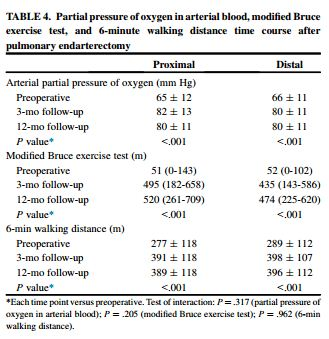 TABLE 4. Partial pressure of oxygen in arterial blood, modified Bruce
exercise test, and 6-minute walking distance time course after
pulmonary endarterectomy
Proximal Distal
Arterial partial pressure of oxygen (mm Hg)
Preoperative 65 ± 12 66 ± 11
3-mo follow-up 82 ± 13 80 ± 11
12-mo follow-up 80 ± 11 80 ± 11
P value* <.001 <.001
Modified Bruce exercise test (m)
Preoperative 51 (0-143) 52 (0-102)
3-mo follow-up 495 (182-658) 435 (143-586)
12-mo follow-up 520 (261-709) 474 (225-620)
P value* <.001 <.001
6-min walking distance (m)
Preoperative 277 ± 118 289 ± 112
3-mo follow-up 391 ± 118 398 ± 107
12-mo follow-up 389 ± 118 396 ± 112
P value* <.001 <.001
*Each time point versus preoperative. Test of interaction: P = .317 (partial pressure of
oxygen in arterial blood); P = .205 (modified Bruce exercise test); P = .962 (6-min
walking distance).